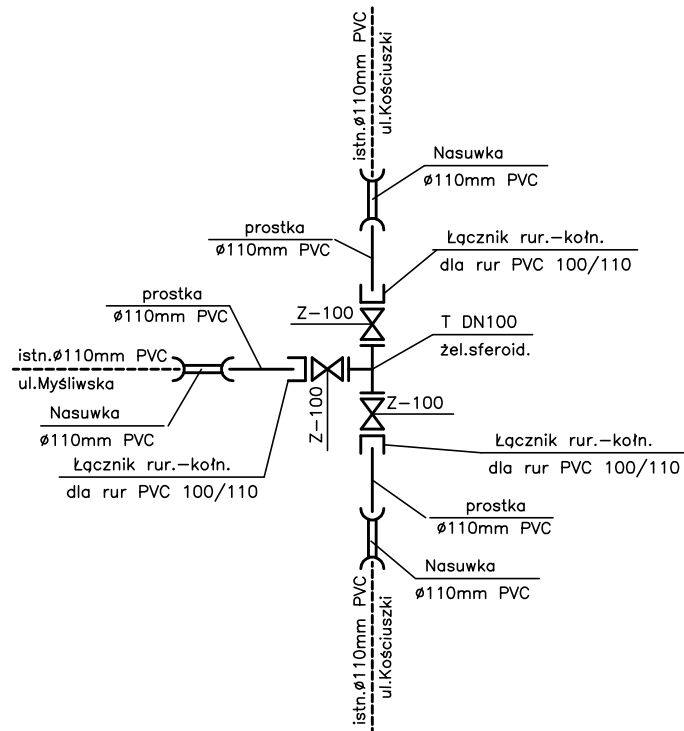 istn.ø110mm PVC
ul.Kościuszki
Nasuwka
ø110mm PVC
prostka
ø110mm PVC
Łącznik rur.-kołn.
dla rur PVC 100/110
prostka
ø110mm PVC
Z-100
T DN100
żel.sferoid.
istn.ø110mm PVC
ul.Myśliwska
Z-100
Z-100
Nasuwka
ø110mm PVC
Łącznik rur.-kołn.
dla rur PVC 100/110
Łącznik rur.-kołn.
dla rur PVC 100/110
prostka
ø110mm PVC
Nasuwka
ø110mm PVC
istn.ø110mm PVC
ul.Kościuszki